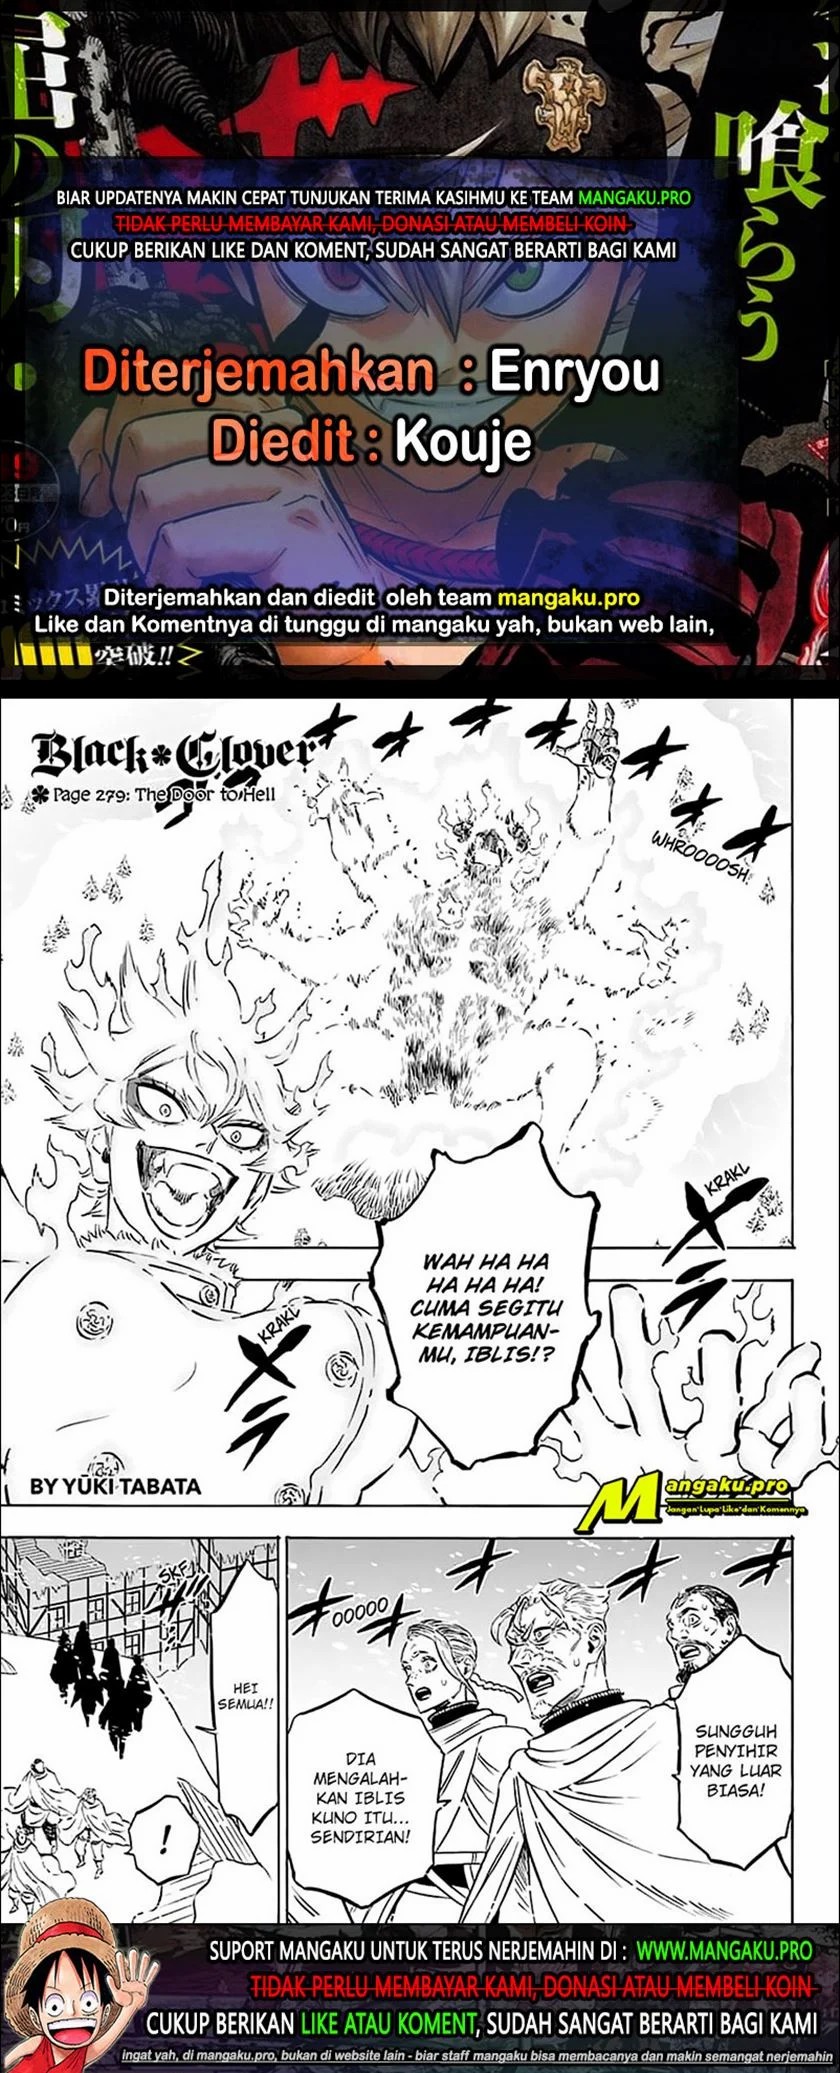 喰らう
BIAR UPDATENYA MAKIN CEPAT TUNJUKAN TERIMA KASIHMU KE TEAM MANGAKU.PRO
TIDAK PERLU MEMBAYAR KAMI, DONASI ATAU MEMBELI KOIN
CUKUP BERIKAN LIKE DAN KOMENT, SUDAH SANGAT BERARTI BAGI KAMI
Diterjemahkan : Enryou
Diedit : Kouje
Diterjemahkan dan diedit oleh team mangaku.pro
Like dan Komentnya di tunggu di mangaku yah, bukan web lain,
突破!!
Black Clover
Page 279: The Door to Hell
WHROOOOSH
KRAKL
WAH HA HA
HA HA HA!
CUMA SEGITU
KEMAMPUAN-
MU, IBLIS!?
KRAKL
BY YŪKI TABATA
Mangaku.pro
Jangan Lupa Like dan Komennya
OOOOO
SUNGGUH
PENYIHIR
YANG LUAR
BIASA!
DIA
MENGALAH-
KAN IBLIS
KUNO ITU...
SENDIRIAN!
SKF
HEI
SEMUA!!
!
SUPORT MANGAKU UNTUK TERUS NERJEMAHIN DI : WWW.MANGAKU.PRO
TIDAK PERLU MEMBAYAR KAMI, DONASI ATAU MEMBELI KOIN
CUKUP BERIKAN LIKE ATAU KOMENT, SUDAH SANGAT BERARTI BAGI KAMI
ingat yah, di mangaku.pro, bukan di website lain - biar staff mangaku bisa membacanya dan makin semangat nerjemahin